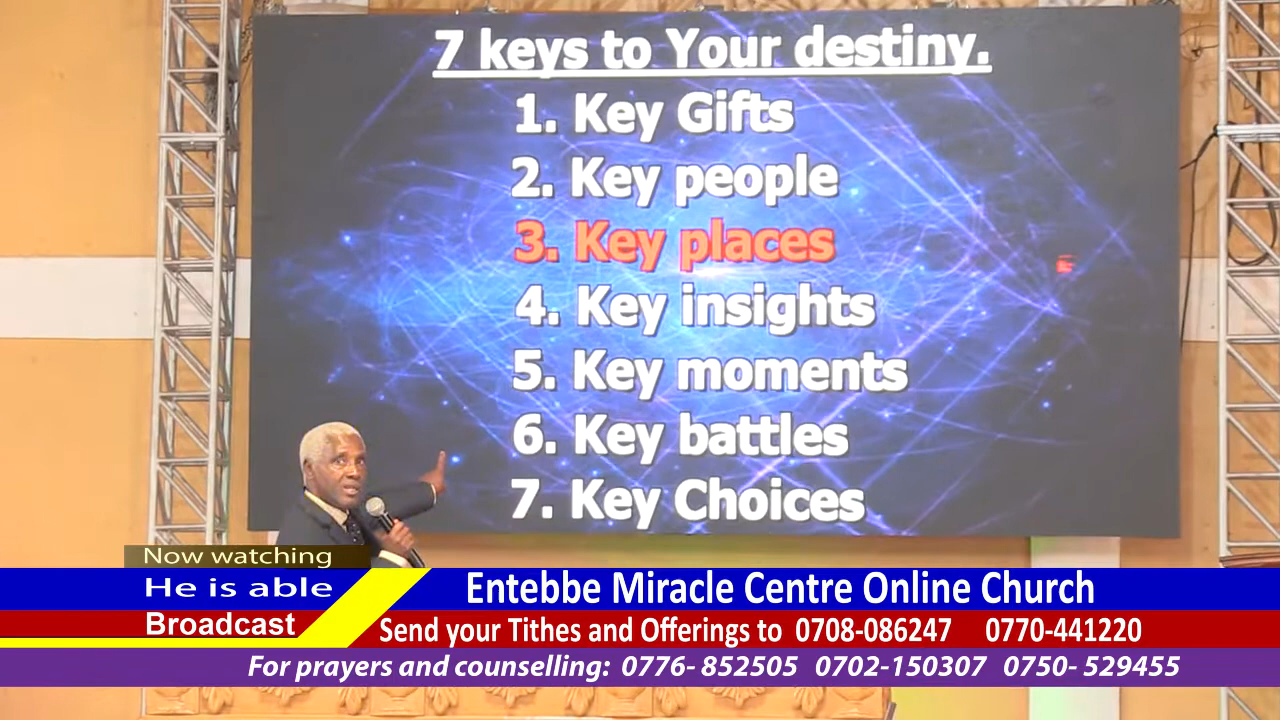 7 keys to Your destiny.
1. Key Gifts
2. Key people
3. Key places
4. Key insights
5. Key moments
6. Key battles
7. Key Choices
Now watching
He is able
Broadcast
Entebbe Miracle Centre Online Church
Send your Tithes and Offerings to 0708-086247 0770-441220
For prayers and counselling: 0776- 852505 0702-150307 0750- 529455